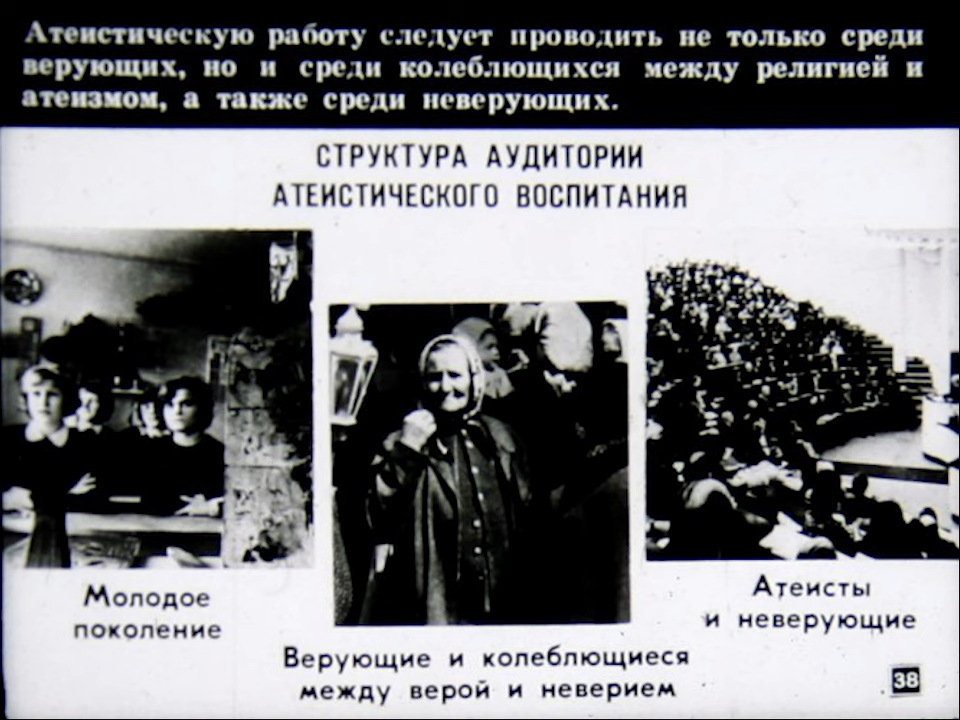 Атеистическую работу следует проводить не только среди
верующих, но и среди колеблющихся между религией и
атеизмом, а также среди неверующих.
СТРУКТУРА АУДИТОРИИ
АТЕИСТИЧЕСКОГО ВОСПИТАНИЯ
Молодое
поколение
Верующие и колеблющиеся
между верой и неверием
Атеисты
и неверующие
38